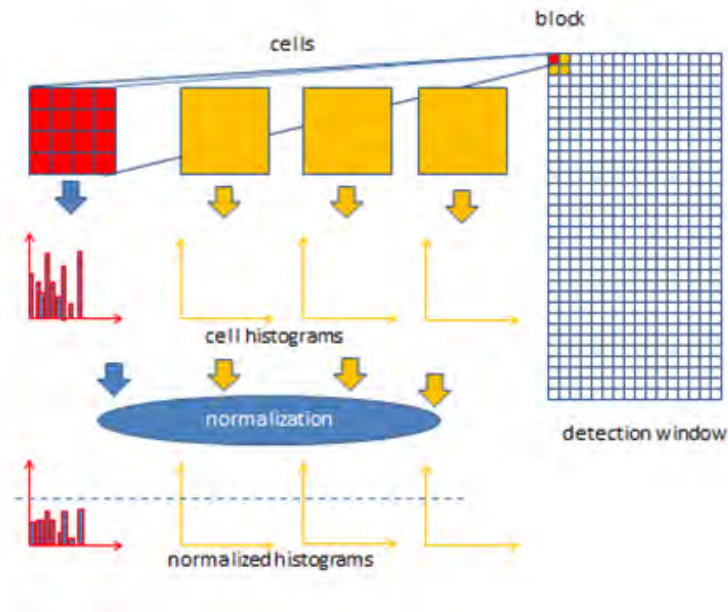 block
cells
cell histograms
normalization
detection window
normalized histograms